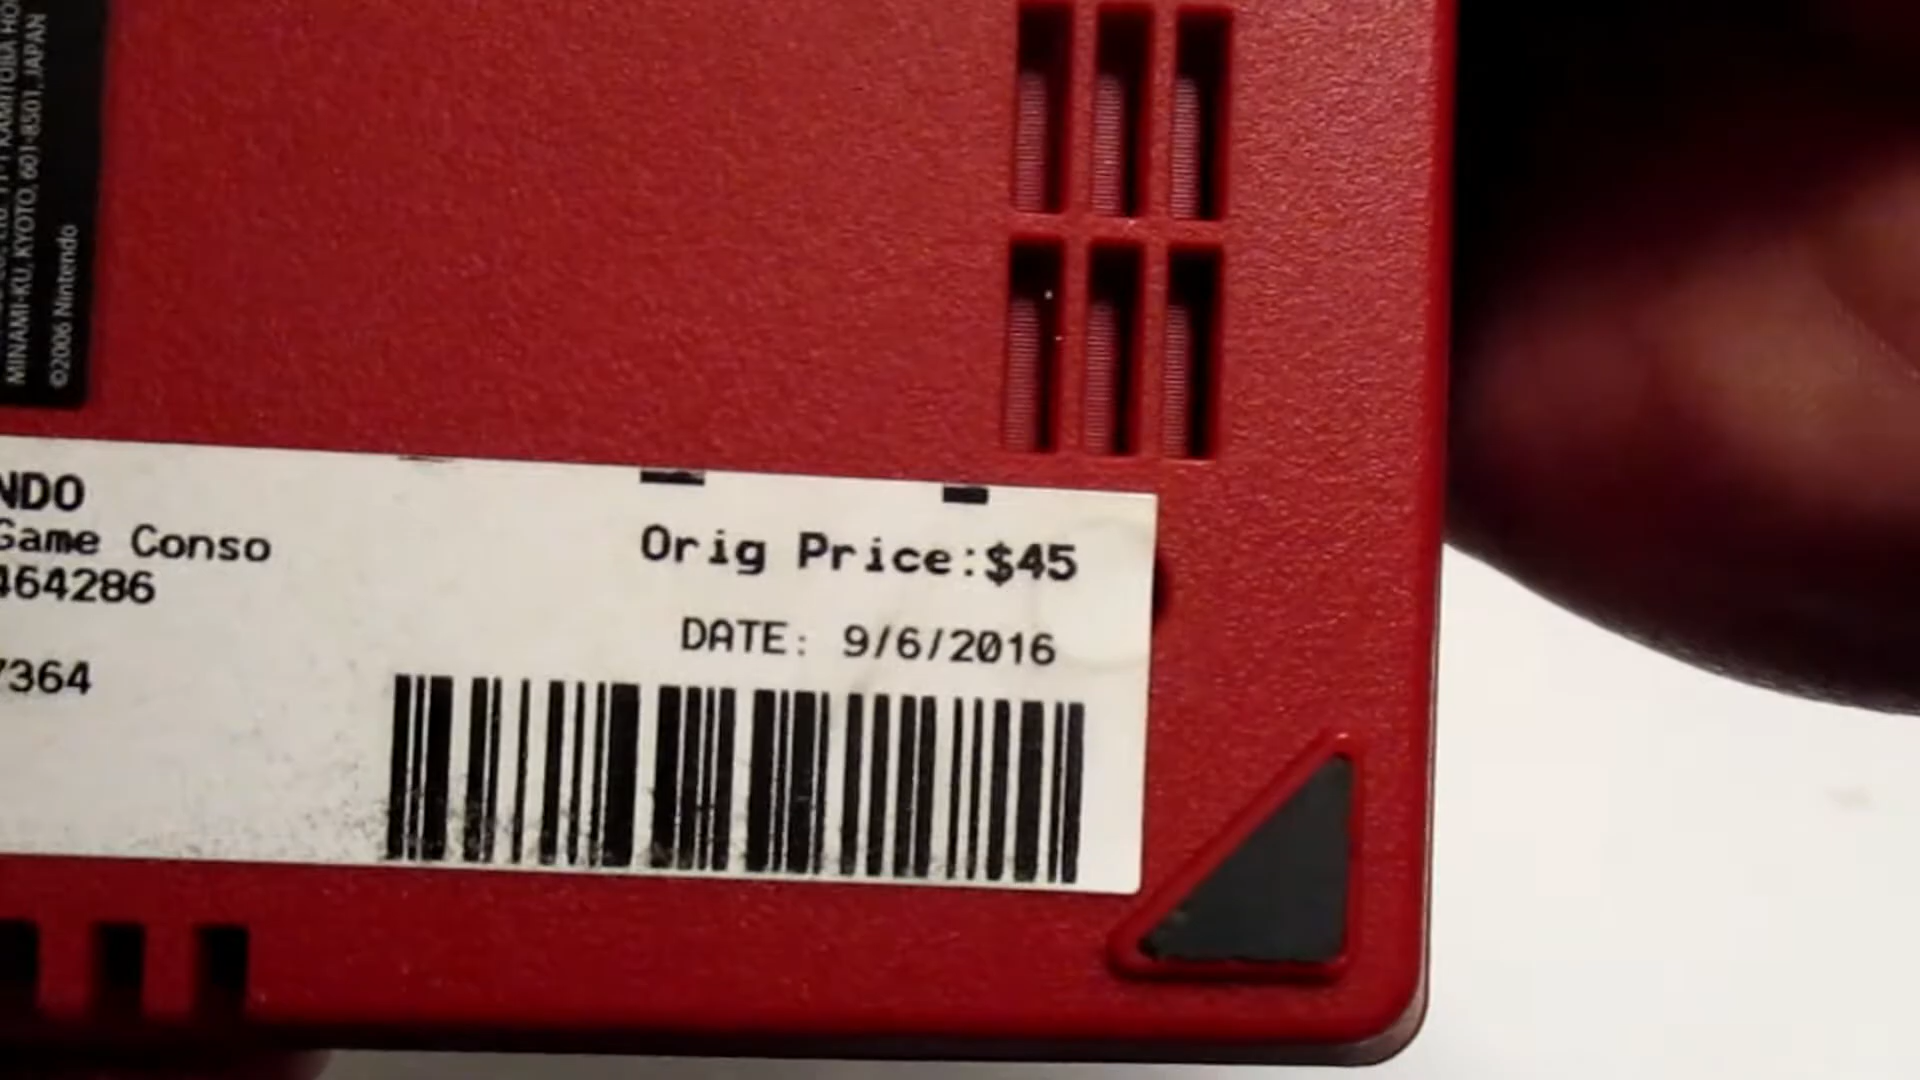 MINAMI-KU, KYOTO, 601-8501, JAPAN
©2006 Nintendo
NDO
Game Conso
464286
7364
Orig Price:$45
DATE: 9/6/2016